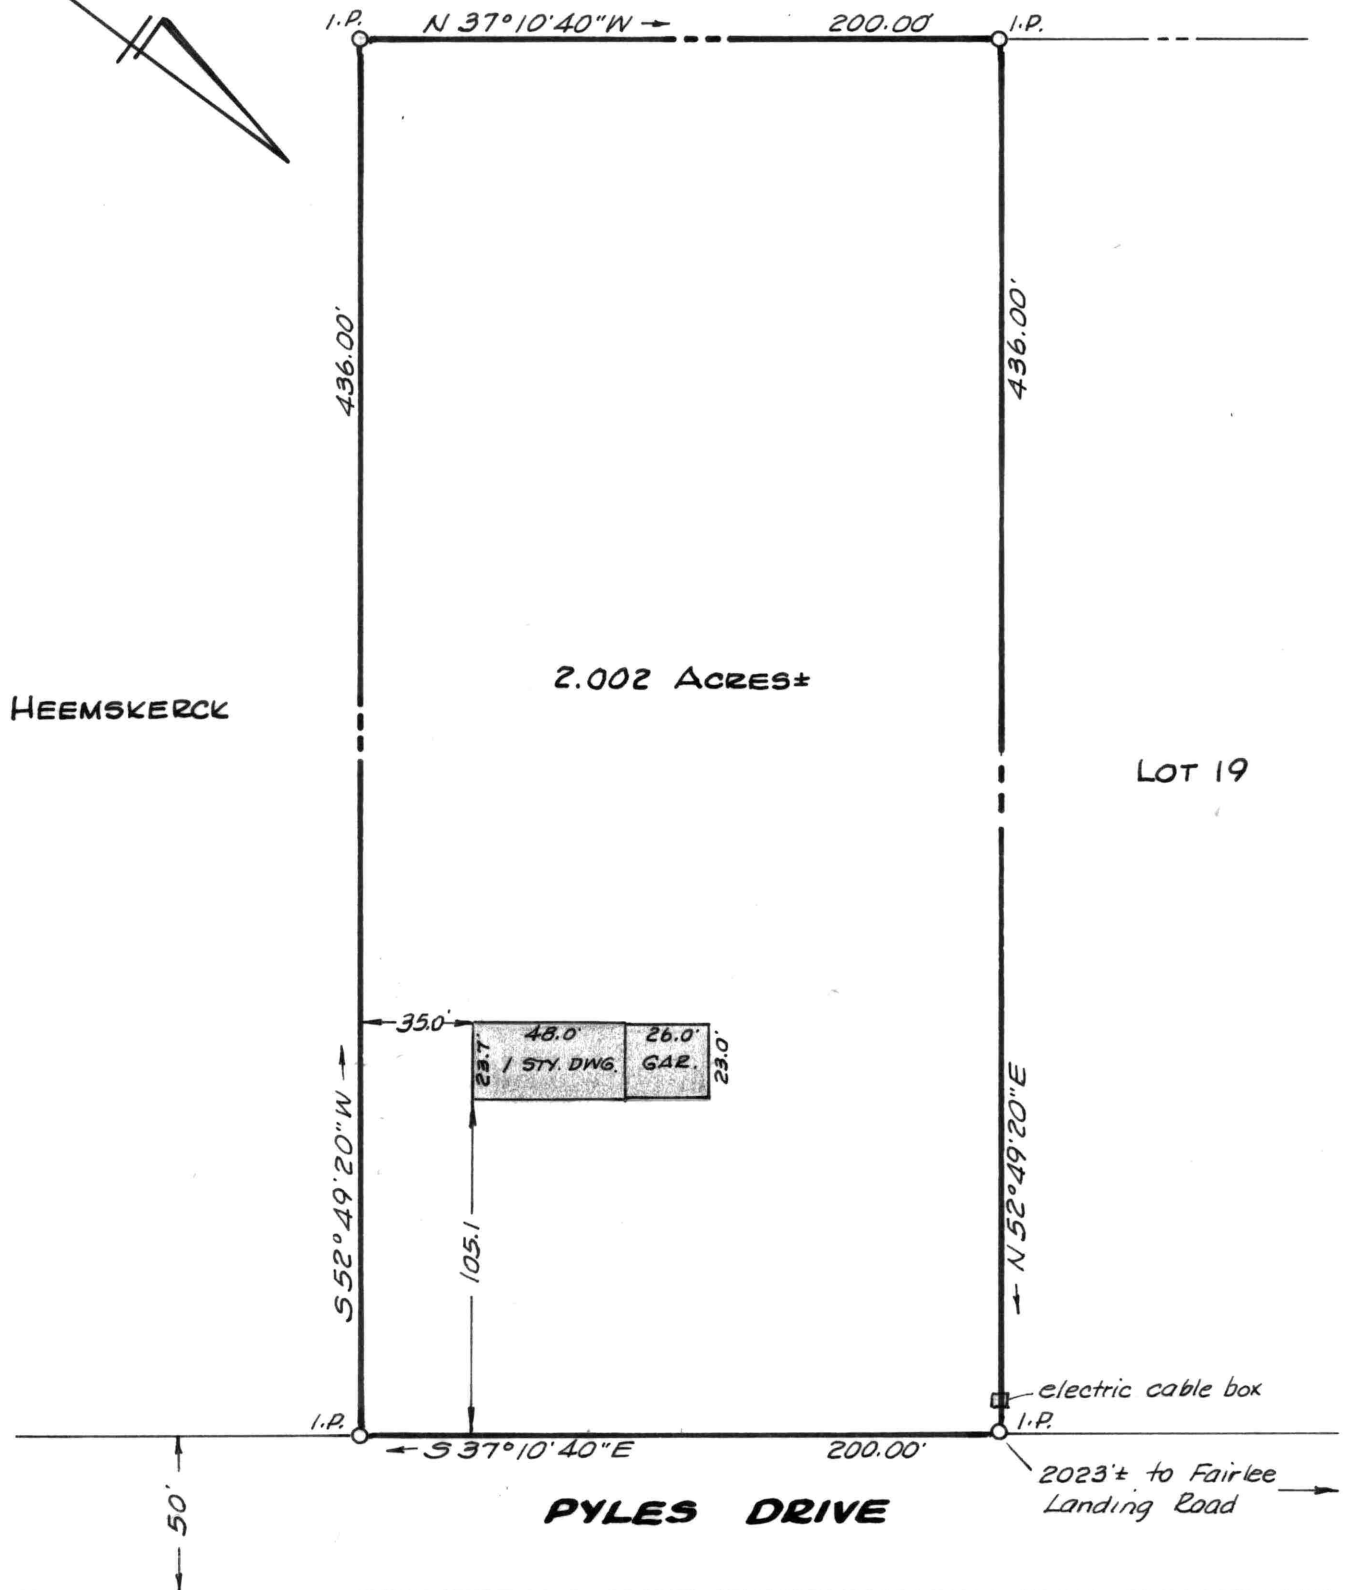 I.P. N 37°10'40"W → 200.00' I.P.
436.00'
436.00'
2.002 ACRES±
HEEMSKERCK
LOT 19
35.0'
48.0'
26.0'
23.7'
1 STY. DWG.
GAR.
23.0'
S 52°49'20"W →
← N 52°49'20"E
105.1
electric cable box
I.P.
I.P.
← S 37°10'40"E 200.00'
2023'± to Fairlee
Landing Road
PYLES DRIVE
50'